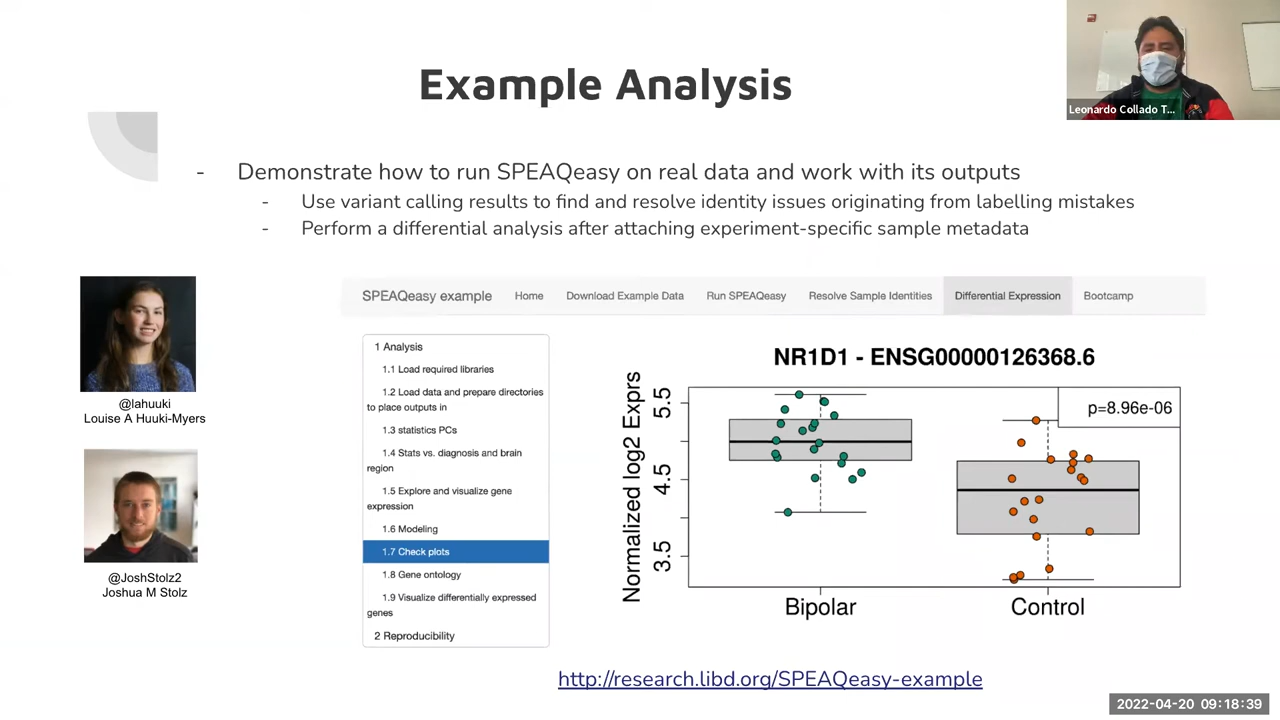 Example Analysis
Leonardo Collado T...
- Demonstrate how to run SPEAQeasy on real data and work with its outputs
- Use variant calling results to find and resolve identity issues originating from labelling mistakes
- Perform a differential analysis after attaching experiment-specific sample metadata
@lahuuki
Louise A Huuki-Myers
@JoshStolz2
Joshua M Stolz
SPEAQeasy example Home Download Example Data Run SPEAQeasy Resolve Sample Identities Differential Expression Bootcamp
1 Analysis
1.1 Load required libraries
1.2 Load data and prepare directories
to place outputs in
1.3 statistics PCs
1.4 Stats vs. diagnosis and brain
region
1.5 Explore and visualize gene
expression
1.6 Modeling
1.7 Check plots
1.8 Gene ontology
1.9 Visualize differentially expressed
genes
2 Reproducibility
NR1D1 - ENSG00000126368.6
p=8.96e-06
Normalized log2 Exprs
5.5
4.5
3.5
Bipolar
Control
http://research.libd.org/SPEAQeasy-example
2022-04-20 09:18:39